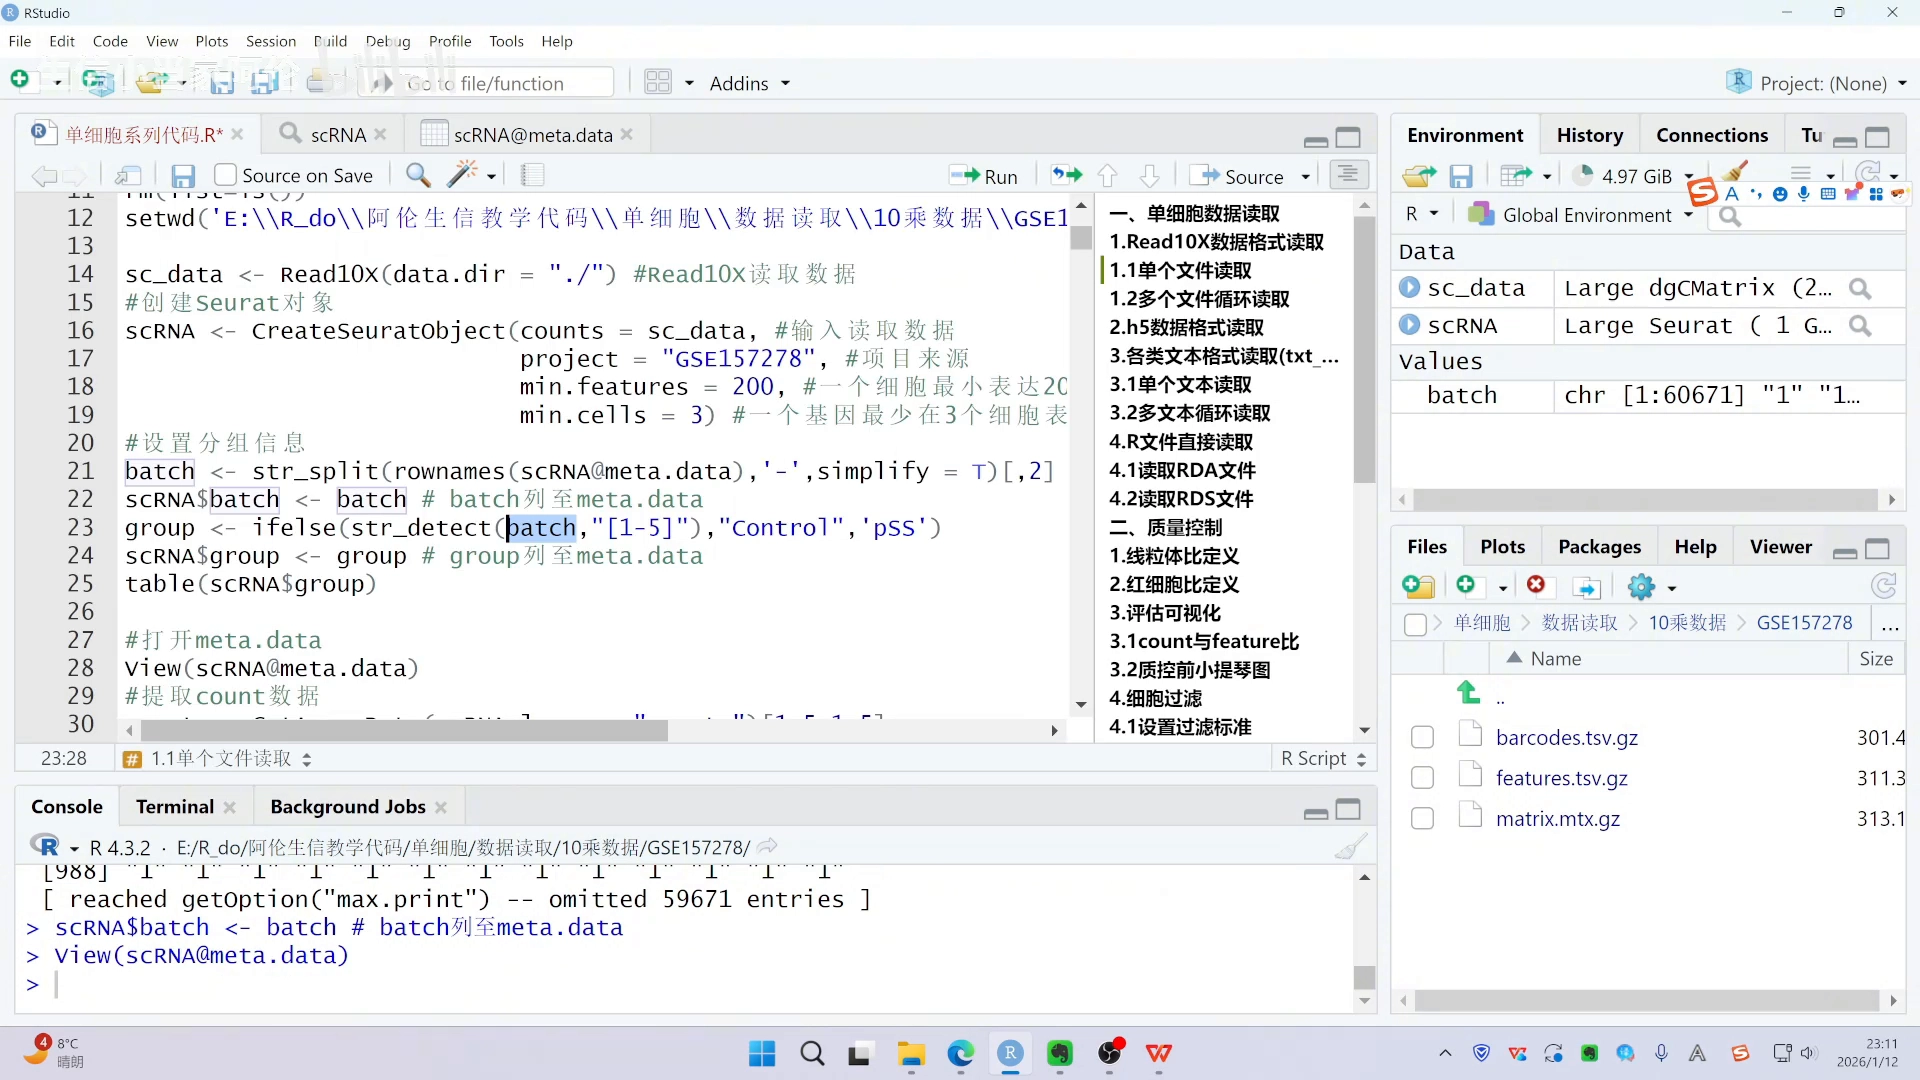 RStudio
File Edit Code View Plots Session Build Debug Profile Tools Help
Go to file/function
Addins
Project: (None)
单细胞系列代码.R*
scRNA
scRNA@meta.data
Source on Save
Run
Source
12 setwd('E:\\R_do\\阿伦生信教学代码\\单细胞\\数据读取\\10乘数据\\GSE1
13
14 sc_data <- Read10X(data.dir = "./") #Read10X读取数据
15 #创建Seurat对象
16 scRNA <- CreateSeuratObject(counts = sc_data, #输入读取数据
17 project = "GSE157278", #项目来源
18 min.features = 200, #一个细胞最小表达20
19 min.cells = 3) #一个基因最少在3个细胞表
20 #设置分组信息
21 batch <- str_split(rownames(scRNA@meta.data),'-',simplify = T)[,2]
22 scRNA$batch <- batch # batch列至meta.data
23 group <- ifelse(str_detect(batch,"[1-5]"),"Control",'pSS')
24 scRNA$group <- group # group列至meta.data
25 table(scRNA$group)
26
27 #打开meta.data
28 View(scRNA@meta.data)
29 #提取count数据
30
23:28
# 1.1单个文件读取
R Script
一、单细胞数据读取
1.Read10X数据格式读取
1.1单个文件读取
1.2多个文件循环读取
2.h5数据格式读取
3.各类文本格式读取(txt_...
3.1单个文本读取
3.2多文本循环读取
4.R文件直接读取
4.1读取RDA文件
4.2读取RDS文件
二、质量控制
1.线粒体比定义
2.红细胞比定义
3.评估可视化
3.1count与feature比
3.2质控前小提琴图
4.细胞过滤
4.1设置过滤标准
Console Terminal Background Jobs
R 4.3.2 · E:/R_do/阿伦生信教学代码/单细胞/数据读取/10乘数据/GSE157278/
[988] "1" "1" "1" "1" "1" "1" "1" "1" "1" "1" "1" "1" "1"
[ reached getOption("max.print") -- omitted 59671 entries ]
> scRNA$batch <- batch # batch列至meta.data
> View(scRNA@meta.data)
>
Environment History Connections Tu
4.97 GiB
R Global Environment
Data
sc_data Large dgCMatrix (2...
scRNA Large Seurat ( 1 G...
Values
batch chr [1:60671] "1" "1...
Files Plots Packages Help Viewer
单细胞 数据读取 10乘数据 GSE157278 ...
Name Size
..
barcodes.tsv.gz 301.4
features.tsv.gz 311.3
matrix.mtx.gz 313.1
4
8°C
晴朗
23:11
2026/1/12